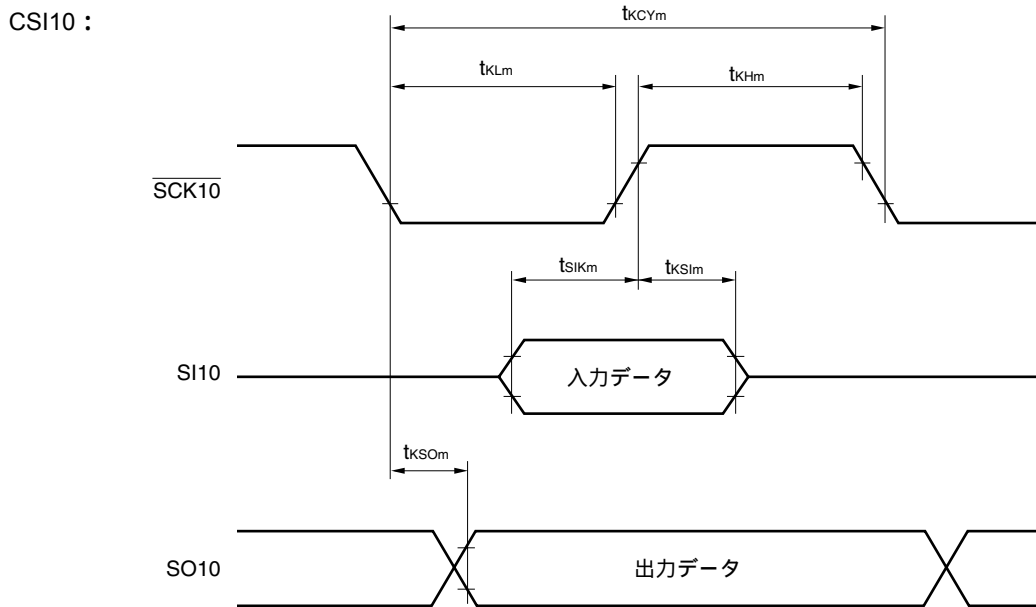 CSI10：
tKCYm
tKLm
tKHm
SCK10
tSIKm
tKSIm
SI10
入力データ
tKSOm
SO10
出力データ